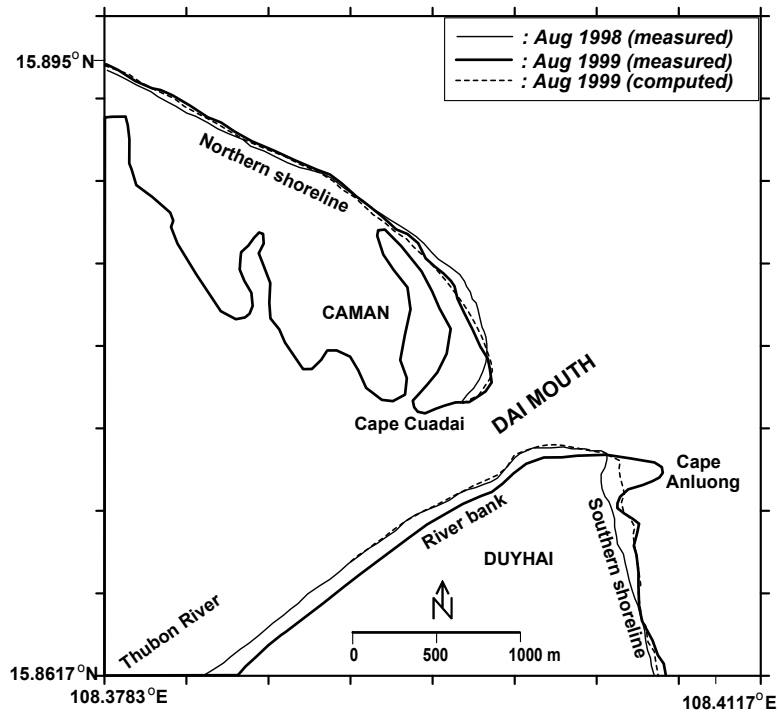 : Aug 1998 (measured)
: Aug 1999 (measured)
: Aug 1999 (computed)
15.895°N
Northern shoreline
CAMAN
DAI MOUTH
Cape Cuadai
Cape
Anluong
River bank
Southern shoreline
DUYHAI
Thubon River
N
0 500 1000 m
15.8617°N
108.3783°E
108.4117°E